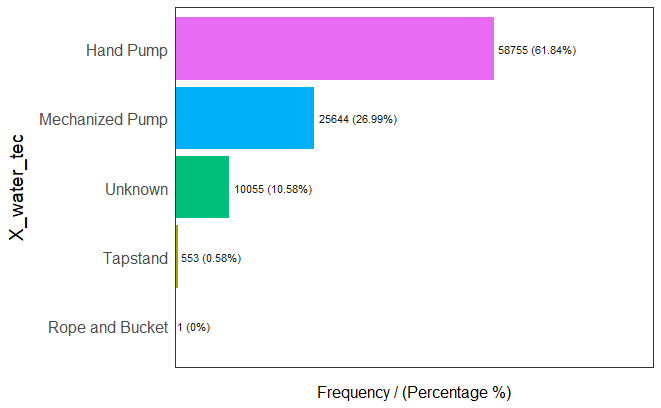 Hand Pump
58755 (61.84%)
Mechanized Pump
25644 (26.99%)
Unknown
10055 (10.58%)
Tapstand
553 (0.58%)
Rope and Bucket
1 (0%)
X_water_tec
Frequency / (Percentage %)